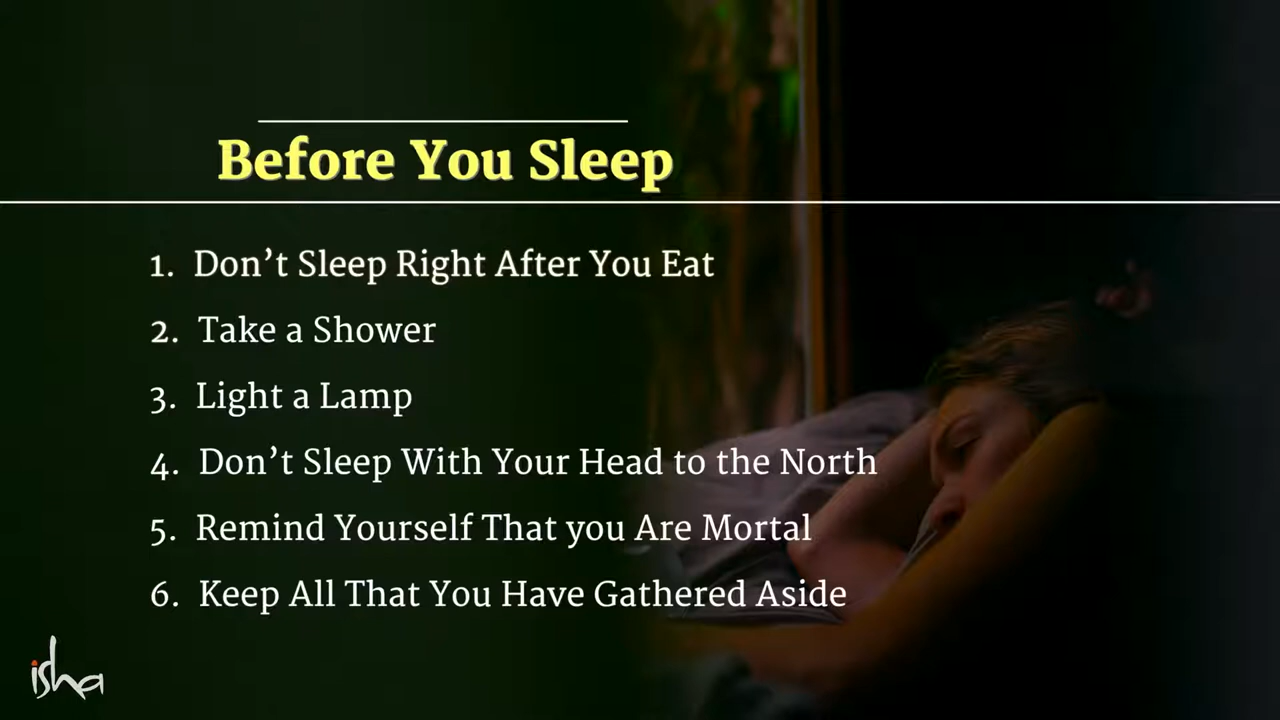 Before You Sleep
1. Don’t Sleep Right After You Eat
2. Take a Shower
3. Light a Lamp
4. Don’t Sleep With Your Head to the North
5. Remind Yourself That you Are Mortal
6. Keep All That You Have Gathered Aside
isha